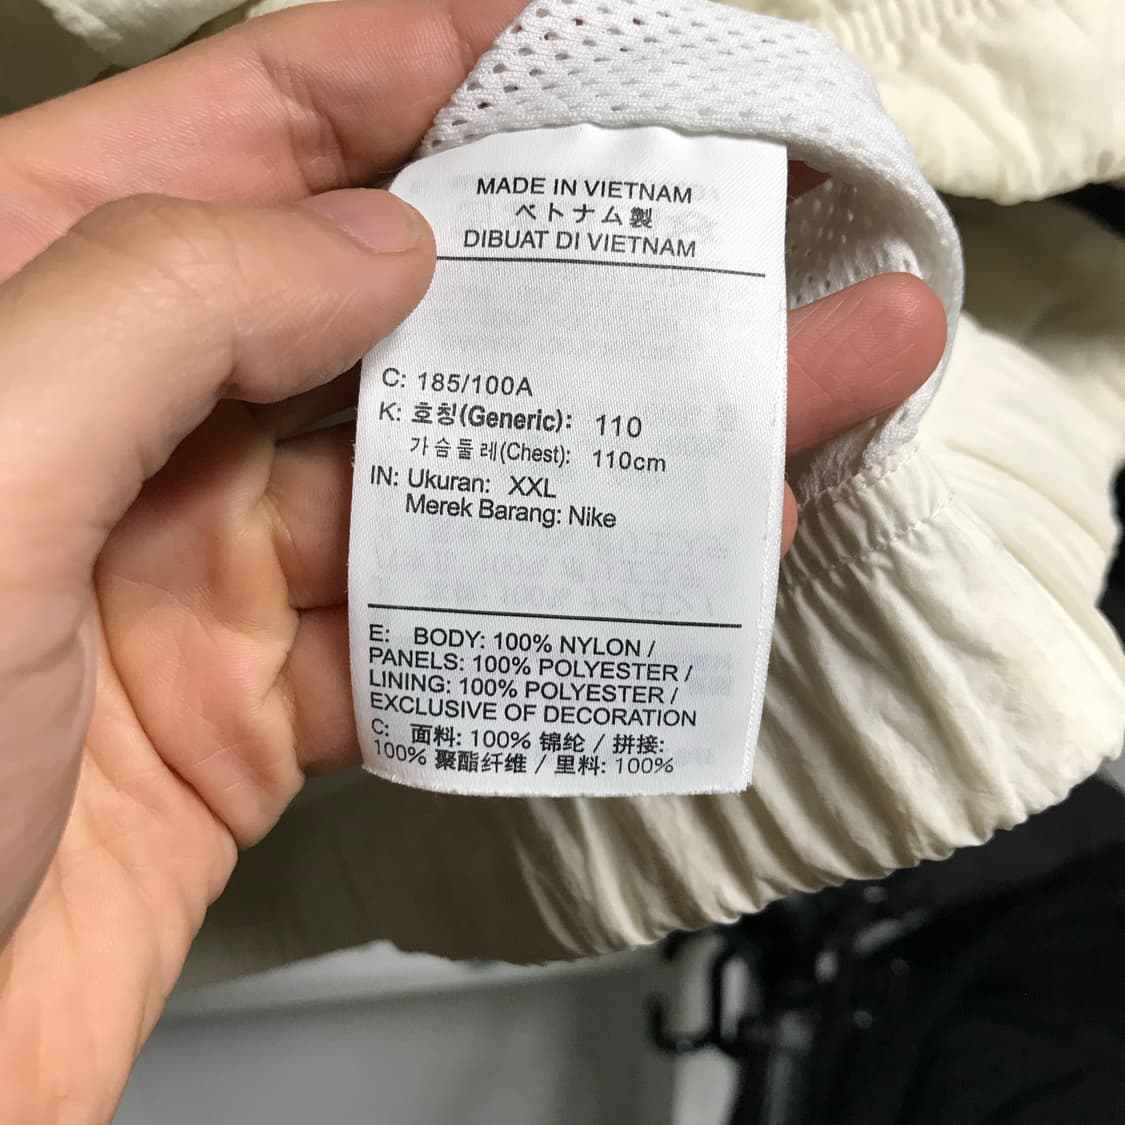 MADE IN VIETNAM
ベトナム製
DIBUAT DI VIETNAM
C: 185/100A
K: 호칭(Generic): 110
가슴둘레(Chest): 110cm
IN: Ukuran: XXL
Merek Barang: Nike
E: BODY: 100% NYLON /
PANELS: 100% POLYESTER /
LINING: 100% POLYESTER /
EXCLUSIVE OF DECORATION
C: 面料: 100% 锦纶 / 拼接:
100% 聚酯纤维 / 里料: 100%